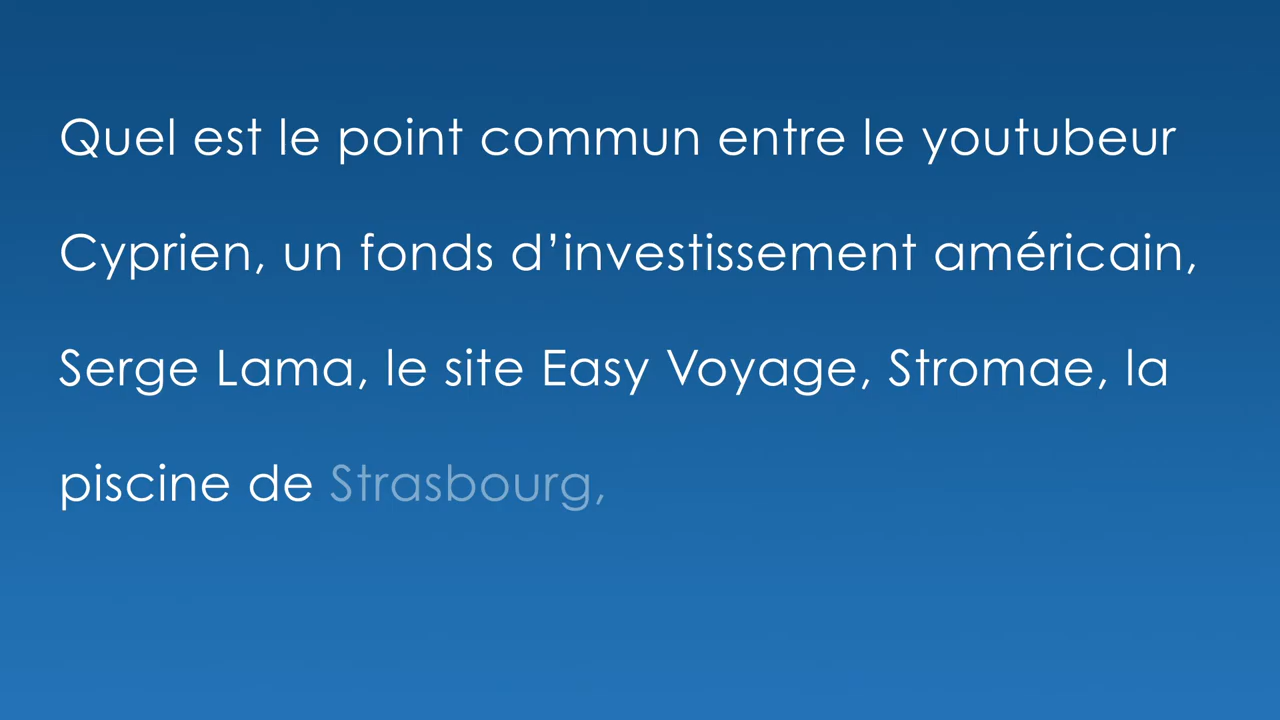 Quel est le point commun entre le youtubeur
Cyprien, un fonds d’investissement américain,
Serge Lama, le site Easy Voyage, Stromae, la
piscine de Strasbourg,